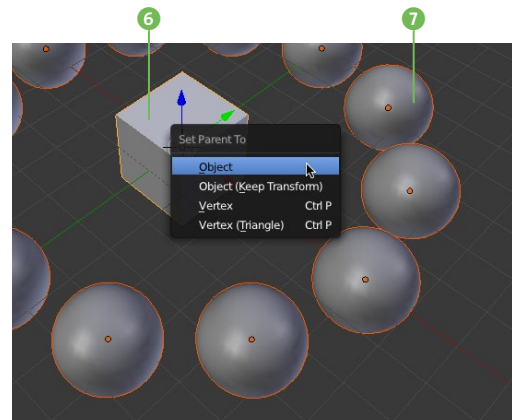 6 7
Set Parent To
Object
Object (Keep Transform)
Vertex Ctrl P
Vertex (Triangle) Ctrl P